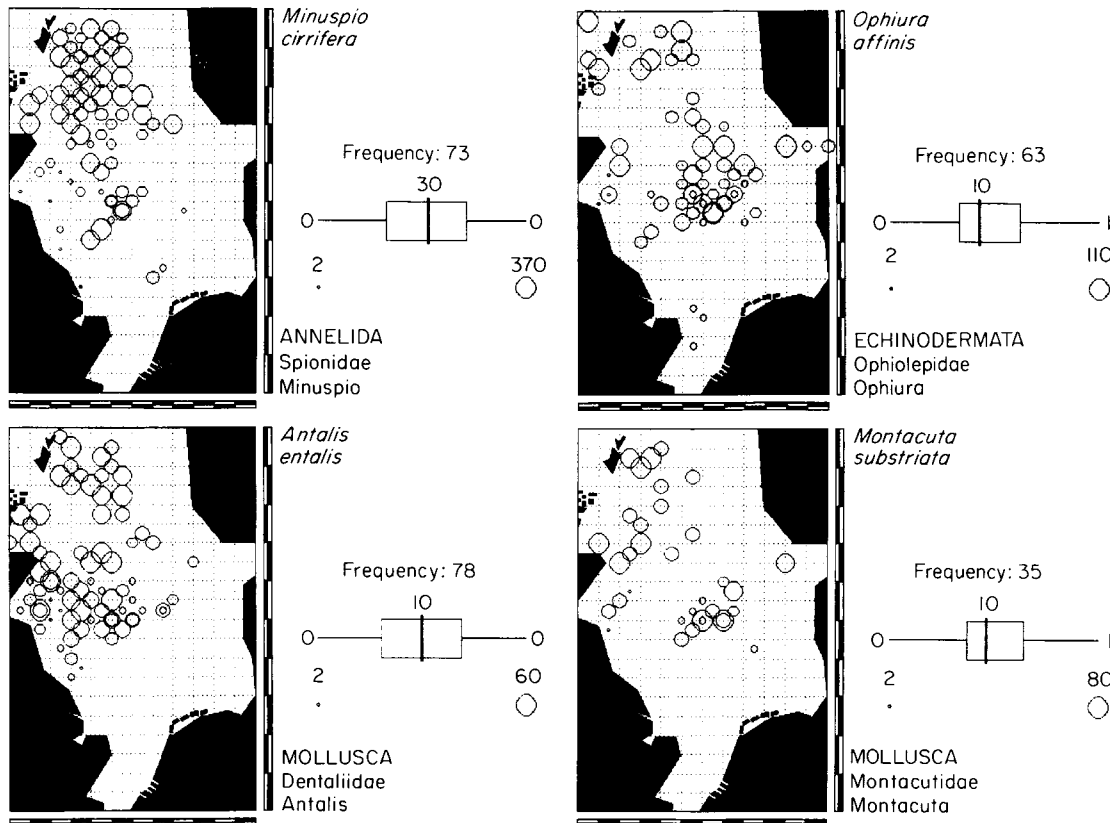 Minuspio
cirrifera
Frequency: 73
30
0 0
2 370
ANNELIDA
Spionidae
Minuspio
Ophiura
affinis
Frequency: 63
10
0
2 110
ECHINODERMATA
Ophiolepidae
Ophiura
Antalis
entalis
Frequency: 78
10
0 0
2 60
MOLLUSCA
Dentaliidae
Antalis
Montacuta
substriata
Frequency: 35
10
0
2 80
MOLLUSCA
Montacutidae
Montacuta